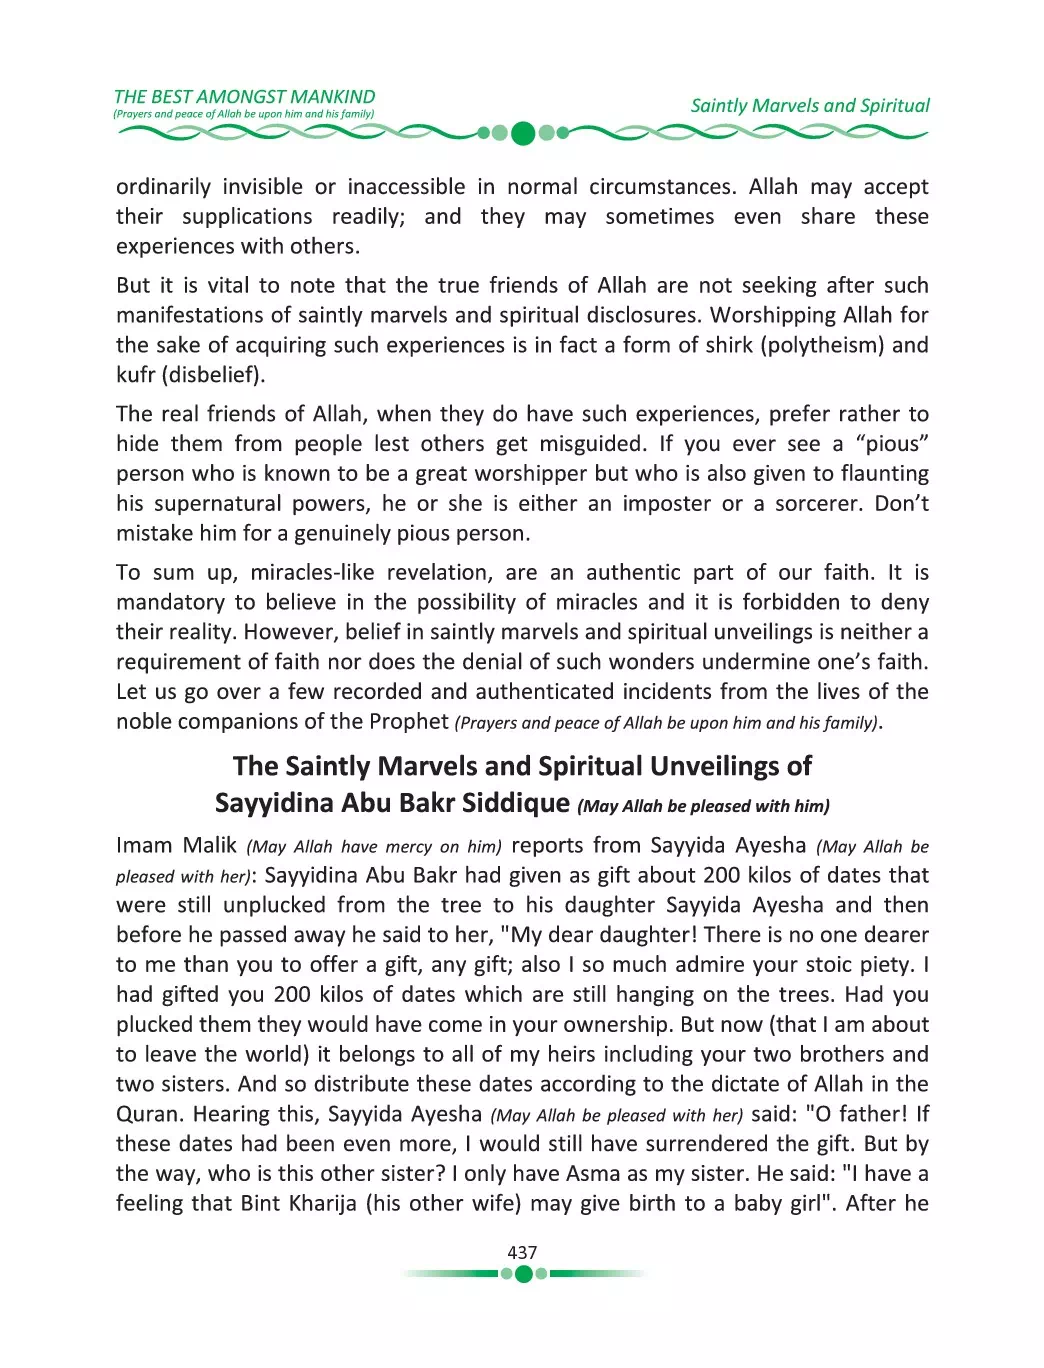 THE BEST AMONGST MANKIND
(Prayers and peace of Allah be upon him and his family)
Saintly Marvels and Spiritual
ordinarily invisible or inaccessible in normal circumstances. Allah may accept
their supplications readily; and they may sometimes even share these
experiences with others.
But it is vital to note that the true friends of Allah are not seeking after such
manifestations of saintly marvels and spiritual disclosures. Worshipping Allah for
the sake of acquiring such experiences is in fact a form of shirk (polytheism) and
kufr (disbelief).
The real friends of Allah, when they do have such experiences, prefer rather to
hide them from people lest others get misguided. If you ever see a “pious”
person who is known to be a great worshipper but who is also given to flaunting
his supernatural powers, he or she is either an imposter or a sorcerer. Don’t
mistake him for a genuinely pious person.
To sum up, miracles-like revelation, are an authentic part of our faith. It is
mandatory to believe in the possibility of miracles and it is forbidden to deny
their reality. However, belief in saintly marvels and spiritual unveilings is neither a
requirement of faith nor does the denial of such wonders undermine one’s faith.
Let us go over a few recorded and authenticated incidents from the lives of the
noble companions of the Prophet (Prayers and peace of Allah be upon him and his family).
The Saintly Marvels and Spiritual Unveilings of
Sayyidina Abu Bakr Siddique (May Allah be pleased with him)
Imam Malik (May Allah have mercy on him) reports from Sayyida Ayesha (May Allah be
pleased with her): Sayyidina Abu Bakr had given as gift about 200 kilos of dates that
were still unplucked from the tree to his daughter Sayyida Ayesha and then
before he passed away he said to her, "My dear daughter! There is no one dearer
to me than you to offer a gift, any gift; also I so much admire your stoic piety. I
had gifted you 200 kilos of dates which are still hanging on the trees. Had you
plucked them they would have come in your ownership. But now (that I am about
to leave the world) it belongs to all of my heirs including your two brothers and
two sisters. And so distribute these dates according to the dictate of Allah in the
Quran. Hearing this, Sayyida Ayesha (May Allah be pleased with her) said: "O father! If
these dates had been even more, I would still have surrendered the gift. But by
the way, who is this other sister? I only have Asma as my sister. He said: "I have a
feeling that Bint Kharija (his other wife) may give birth to a baby girl". After he
437